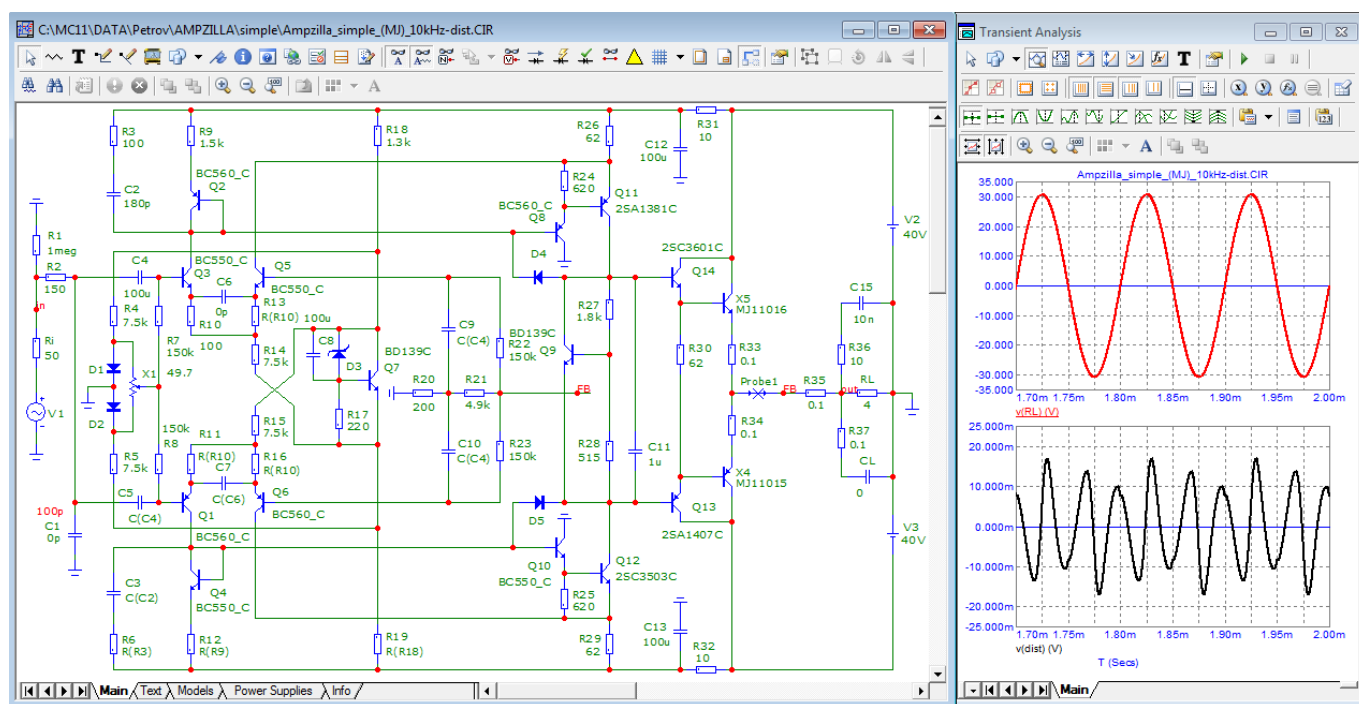 C:\MC11\DATA\Petrov\AMPZILLA\simple\Ampzilla_simple_(MJ)_10kHz-dist.CIR
Transient Analysis
R3
100
R9
1.5k
R18
1.3k
R26
62
R31
10
C12
100u
BC560_C
Q2
C2
180p
R24
620
Q11
BC560_C
Q8
2SA1381C
V2
40V
R1
1meg
R2
150
C4
100u
BC550_C
Q3
Q5
BC550_C
C6
0p
D4
2SC3601C
Q14
X5
MJ11016
C15
10n
in
R4
7.5k
R10
100
R13
R(R10)
100u
C8
C9
C(C4)
R27
1.8k
BD139C
Q9
Ri
50
R7
150k
49.7
R14
7.5k
D3
BD139C
Q7
R22
150k
R30
62
R33
0.1
R36
10
D1
X1
D2
R20
200
R21
4.9k
FB
Probe1
FB
R35
0.1
out
RL
4
V1
150k
R8
R11
R(R10)
R15
7.5k
R17
220
R34
0.1
R37
0.1
R5
7.5k
C7
C(C6)
R16
R(R10)
C10
C(C4)
R23
150k
R28
515
C11
1u
X4
MJ11015
CL
0
C5
C(C4)
Q1
Q6
BC560_C
D5
Q13
2SA1407C
100p
C1
0p
BC560_C
V3
40V
C3
C(C2)
Q4
BC550_C
Q10
BC550_C
Q12
2SC3503C
R25
620
R6
R(R3)
R12
R(R9)
R19
R(R18)
R29
62
C13
100u
R32
10
Main
Text
Models
Power Supplies
Info
Ampzilla_simple_(MJ)_10kHz-dist.CIR
35.000
30.000
20.000
10.000
0.000
-10.000
-20.000
-30.000
-35.000
1.70m 1.75m 1.80m 1.85m 1.90m 1.95m 2.00m
v(RL) (V)
25.000m
20.000m
10.000m
0.000m
-10.000m
-20.000m
-25.000m
1.70m 1.75m 1.80m 1.85m 1.90m 1.95m 2.00m
v(dist) (V)
T (Secs)
Main